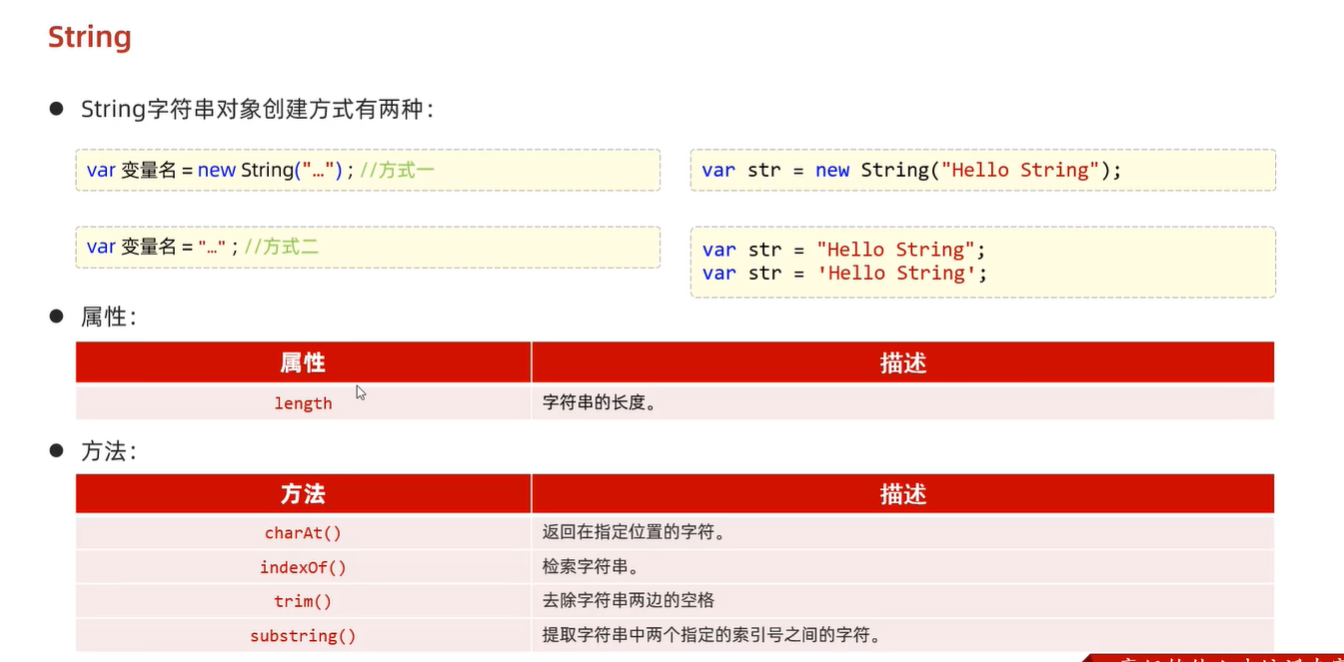 String
● String字符串对象创建方式有两种：
var 变量名 = new String("…") ; //方式一
var str = new String("Hello String");
var 变量名 = "…" ; //方式二
var str = "Hello String";
var str = 'Hello String';
● 属性：
属性 描述
length 字符串的长度。
● 方法：
方法 描述
charAt() 返回在指定位置的字符。
indexOf() 检索字符串。
trim() 去除字符串两边的空格
substring() 提取字符串中两个指定的索引号之间的字符。